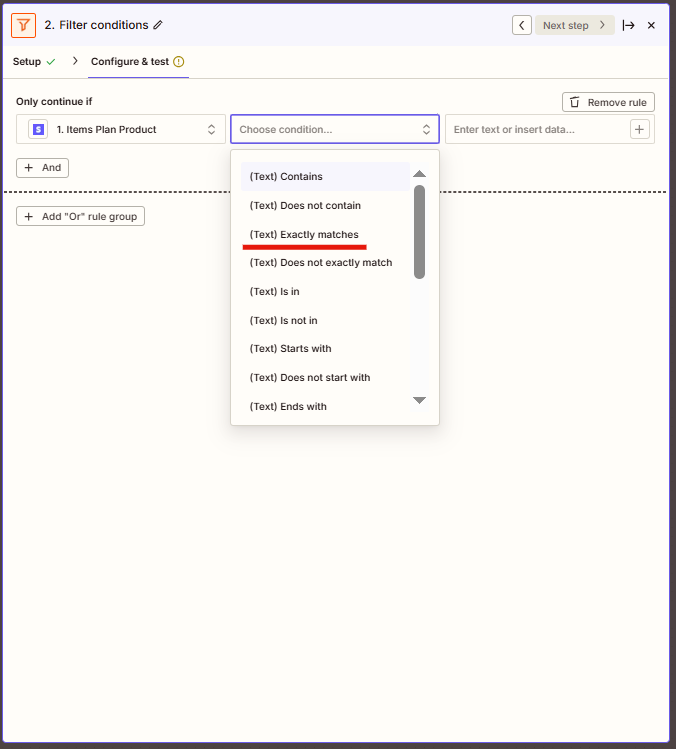 2. Filter conditions
Next step
Setup
Configure & test
Only continue if
Remove rule
1. Items Plan Product
Choose condition...
Enter text or insert data...
+ And
(Text) Contains
(Text) Does not contain
+ Add "Or" rule group
(Text) Exactly matches
(Text) Does not exactly match
(Text) Is in
(Text) Is not in
(Text) Starts with
(Text) Does not start with
(Text) Ends with